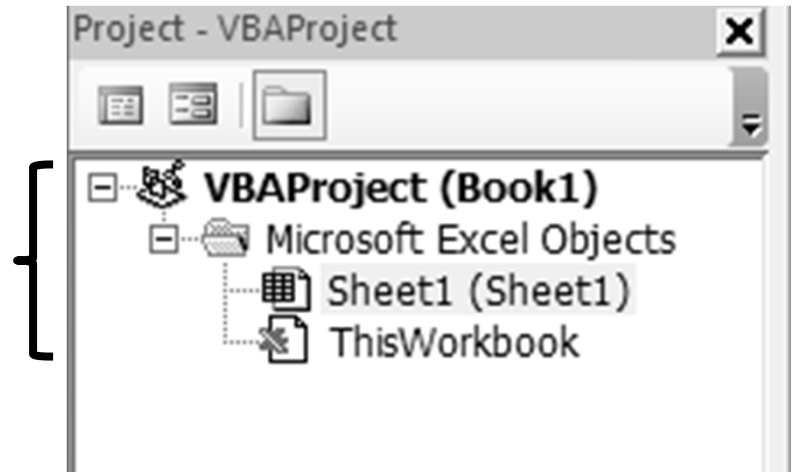 Project - VBAProject
VBAProject (Book1)
Microsoft Excel Objects
Sheet1 (Sheet1)
ThisWorkbook